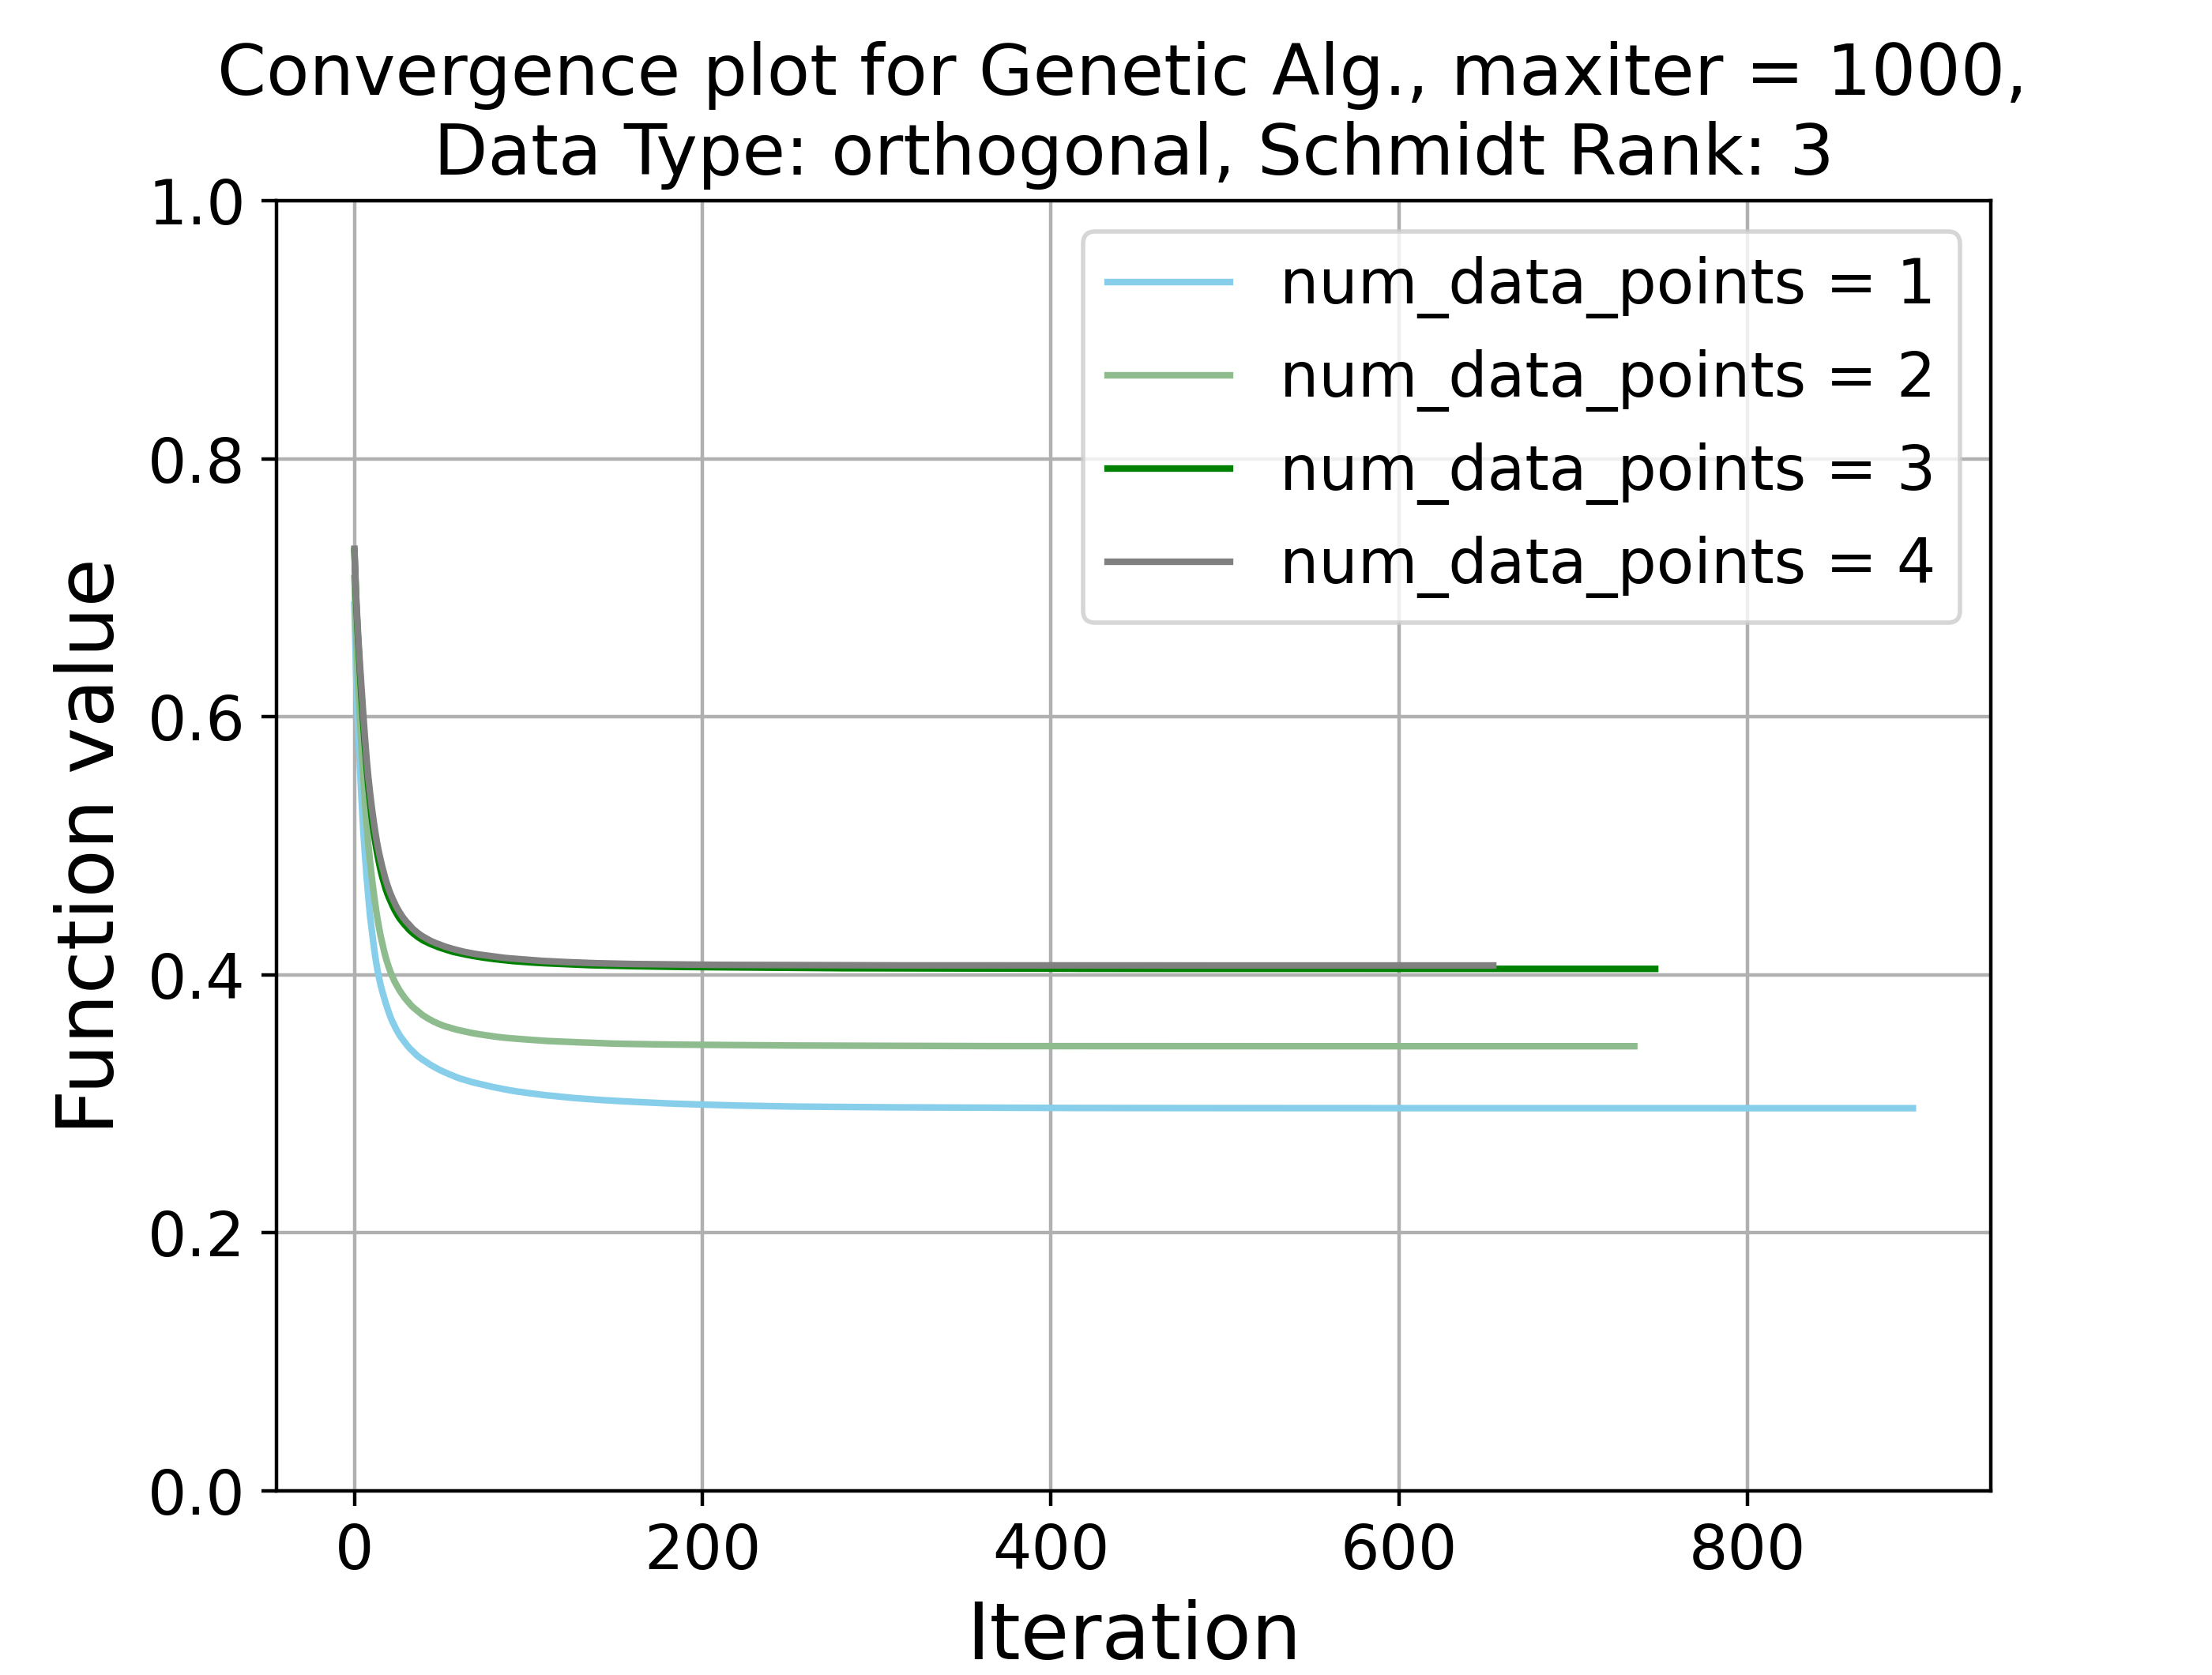 Convergence plot for Genetic Alg., maxiter = 1000,
Data Type: orthogonal, Schmidt Rank: 3
1.0
0.8
0.6
0.4
0.2
0.0
Function value
num_data_points = 1
num_data_points = 2
num_data_points = 3
num_data_points = 4
0 200 400 600 800
Iteration